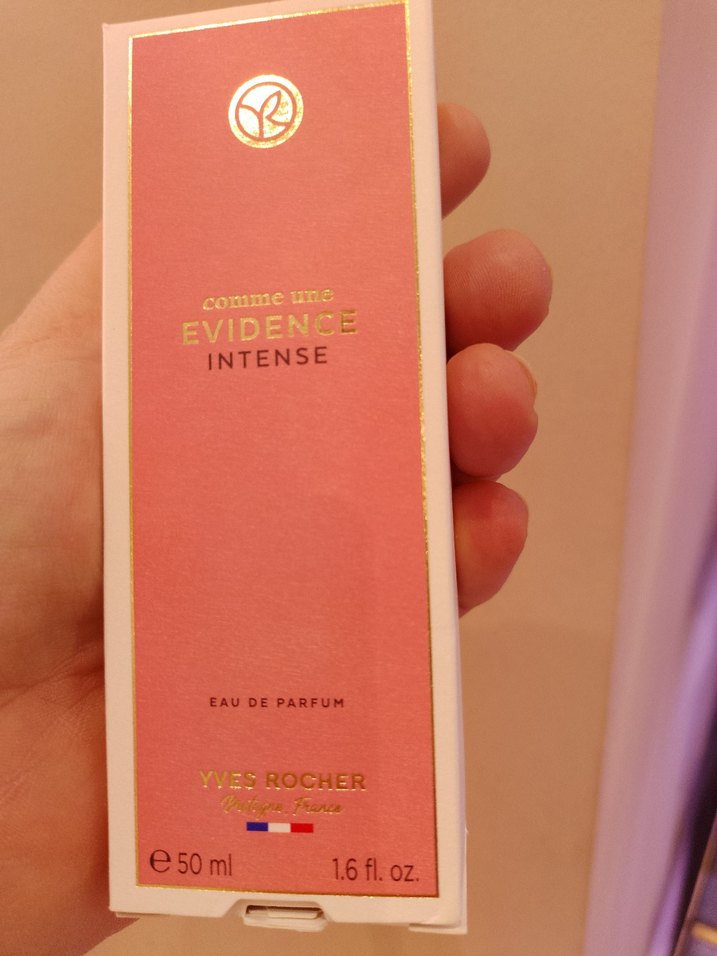 comme une
EVIDENCE
INTENSE
EAU DE PARFUM
YVES ROCHER
Bretagne, France
℮ 50 ml 1.6 fl. oz.